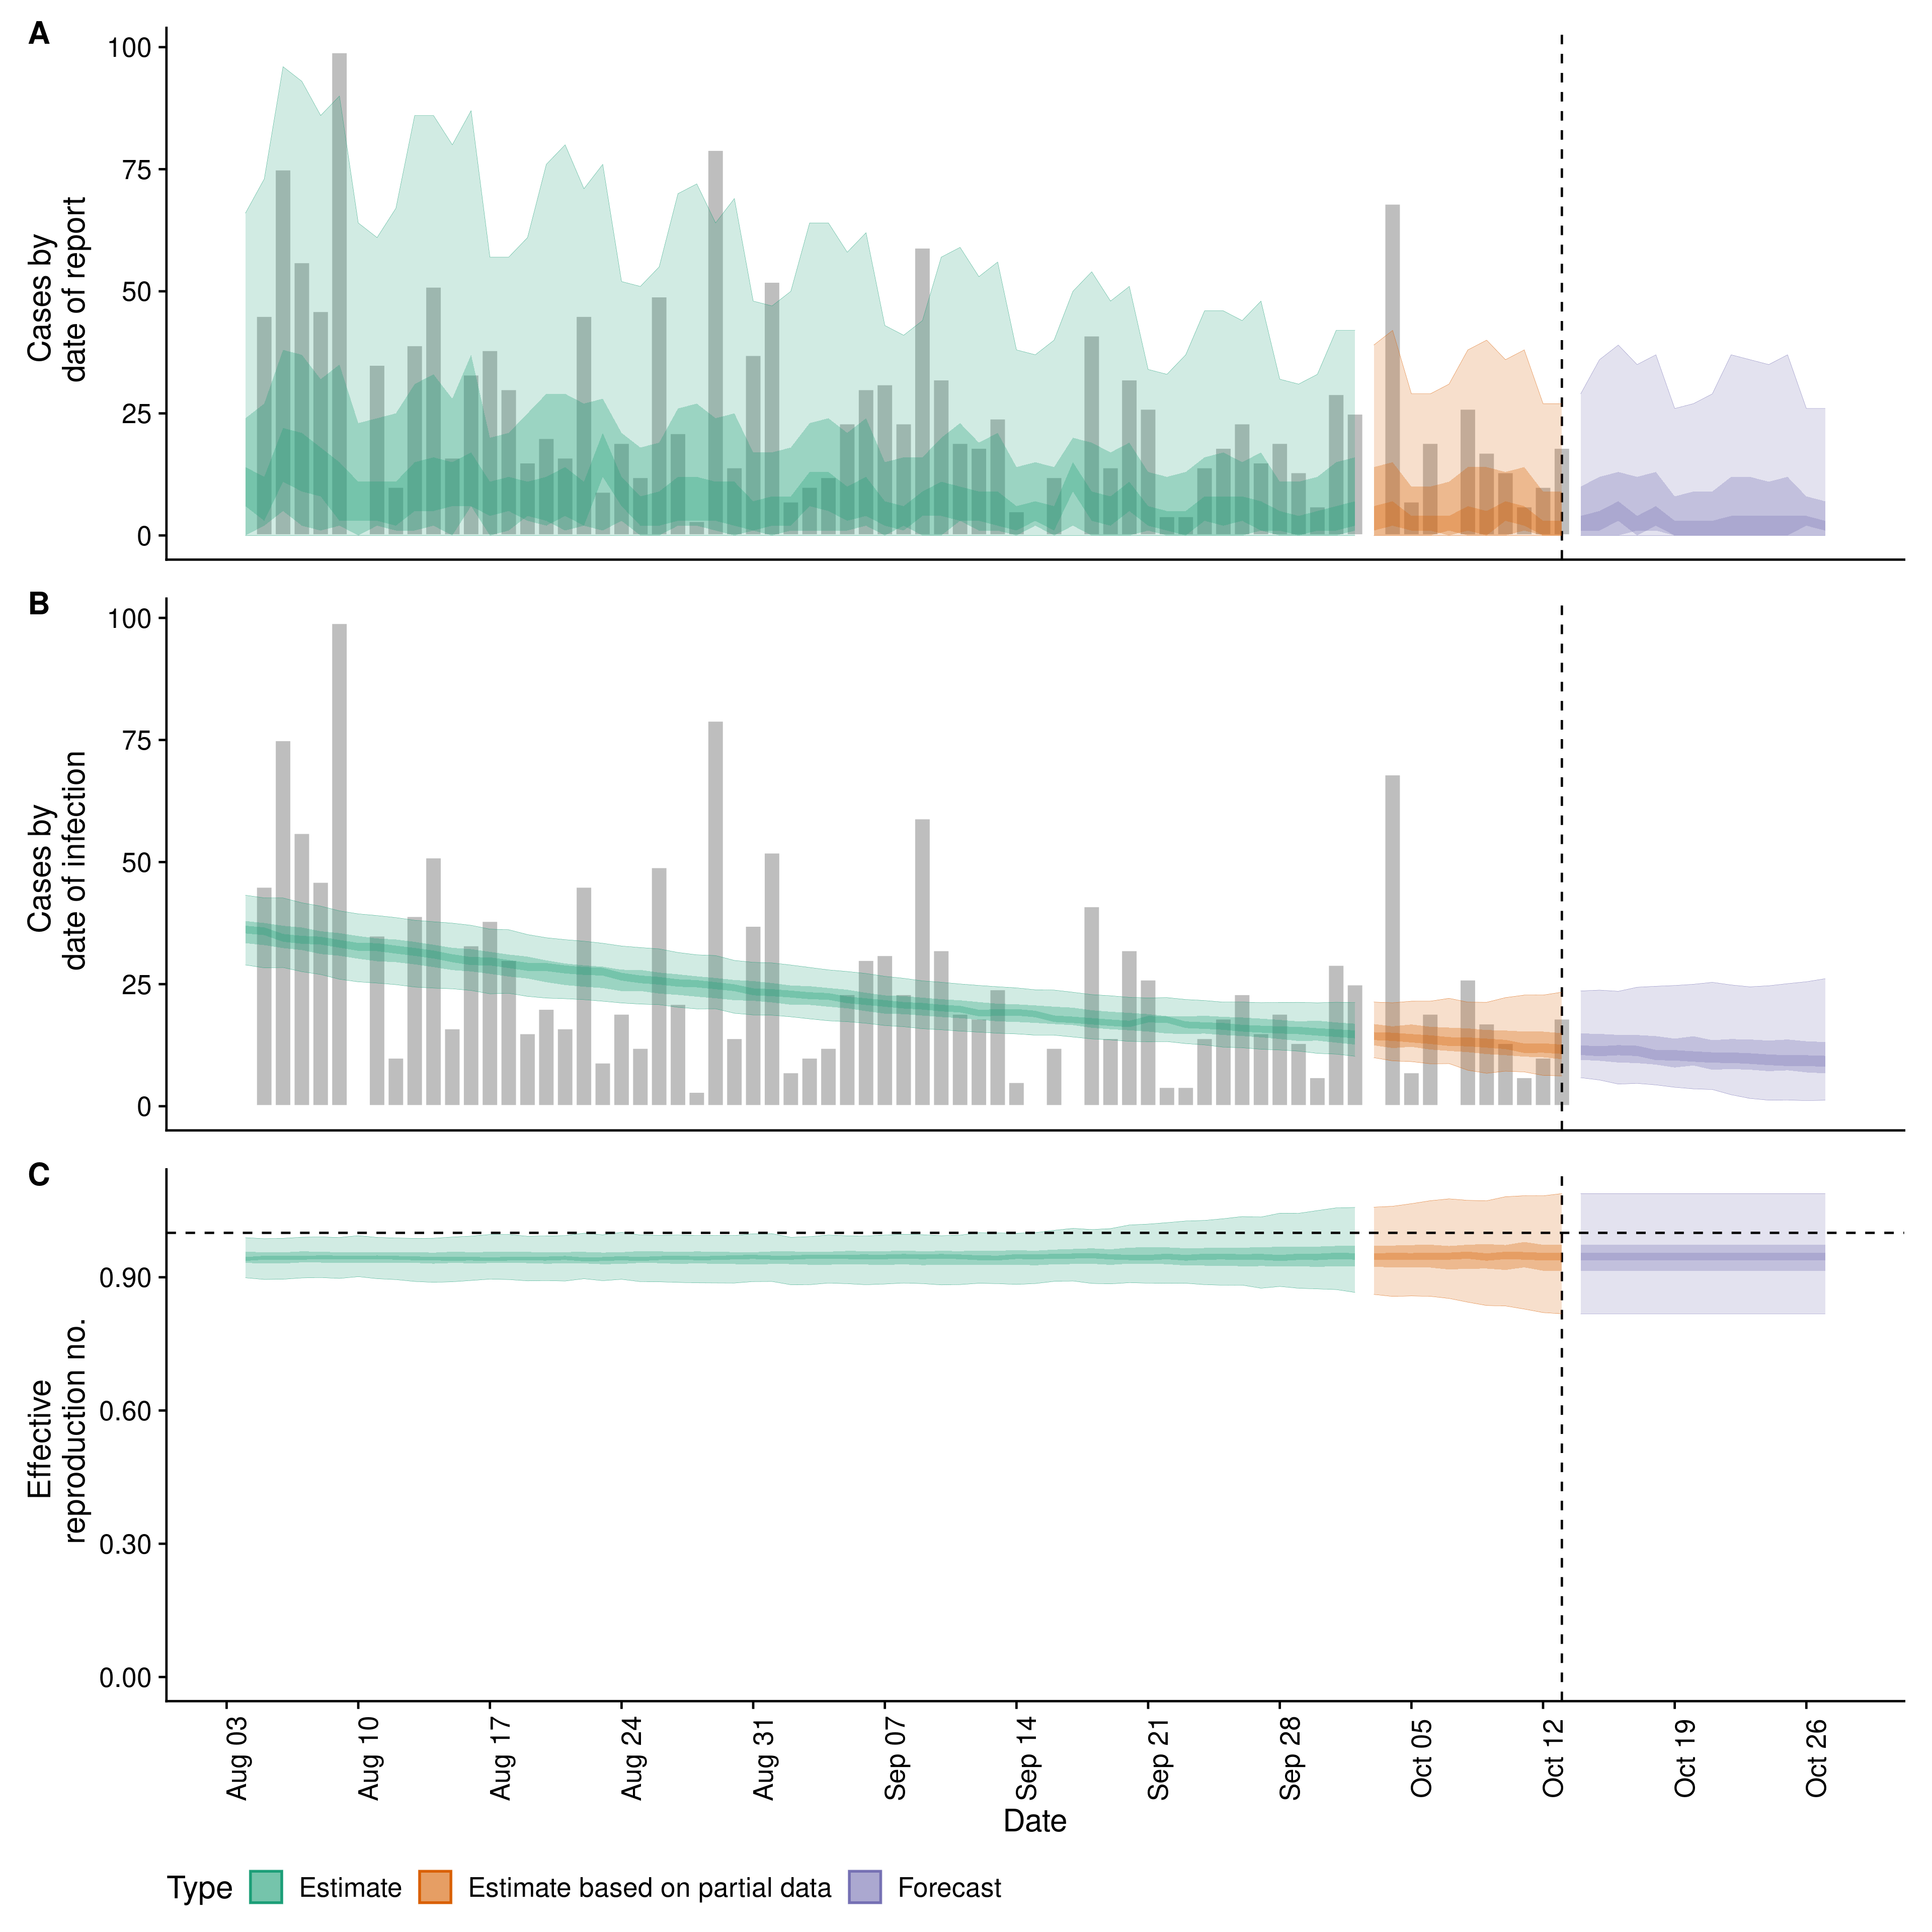 A
Cases by
date of report
100
75
50
25
0
B
Cases by
date of infection
100
75
50
25
0
C
Effective
reproduction no.
0.90
0.60
0.30
0.00
Aug 03
Aug 10
Aug 17
Aug 24
Aug 31
Sep 07
Sep 14
Sep 21
Sep 28
Oct 05
Oct 12
Oct 19
Oct 26
Date
Type Estimate Estimate based on partial data Forecast